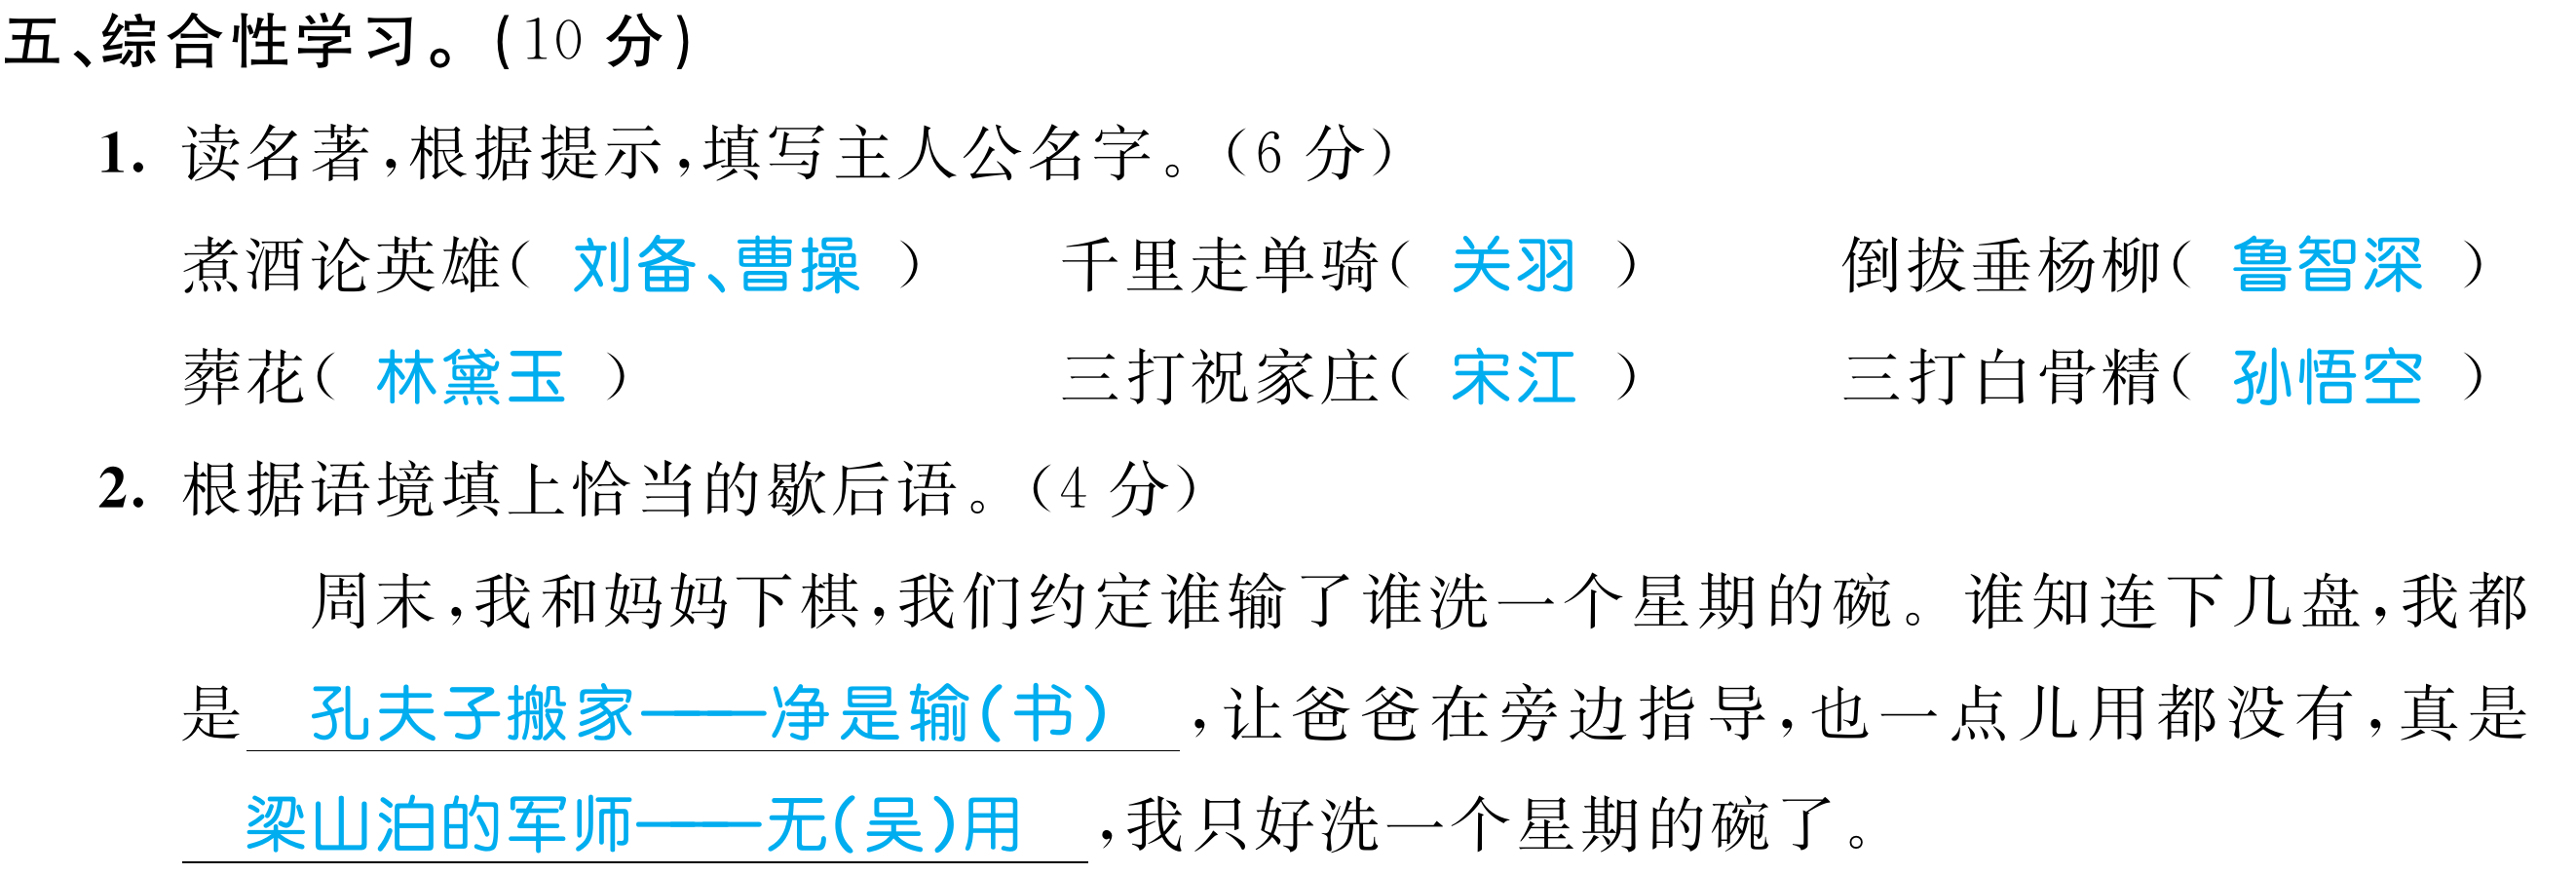 五、综合性学习。(10 分)
1. 读名著,根据提示,填写主人公名字。(6 分)
煮酒论英雄( 刘备、曹操 ) 千里走单骑( 关羽 ) 倒拔垂杨柳( 鲁智深 )
葬花( 林黛玉 ) 三打祝家庄( 宋江 ) 三打白骨精( 孙悟空 )
2. 根据语境填上恰当的歇后语。(4 分)
周末,我和妈妈下棋,我们约定谁输了谁洗一个星期的碗。谁知连下几盘,我都
是 孔夫子搬家——净是输(书) ,让爸爸在旁边指导,也一点儿用都没有,真是
梁山泊的军师——无(吴)用 ,我只好洗一个星期的碗了。